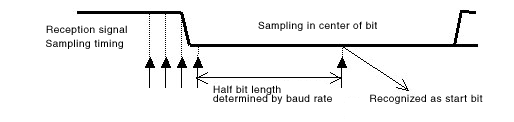 Sampling in center of bit
Reception signal
Sampling timing
Half bit length
determined by baud rate
Recognized as start bit